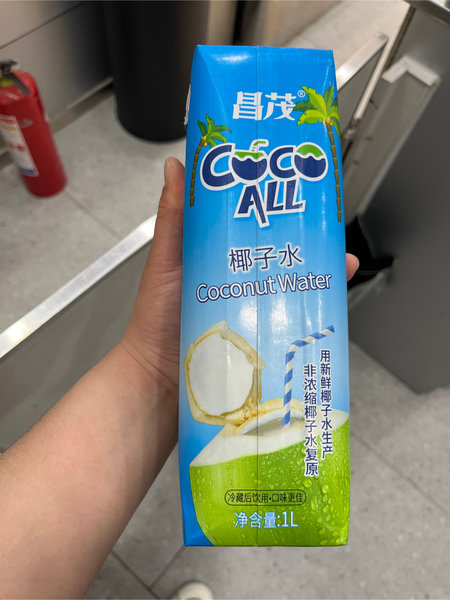 昌茂®
COCO
ALL
椰子水
Coconut Water
用新鲜椰子水生产
非浓缩椰子水复原
冷藏后饮用·口味更佳
净含量:1L